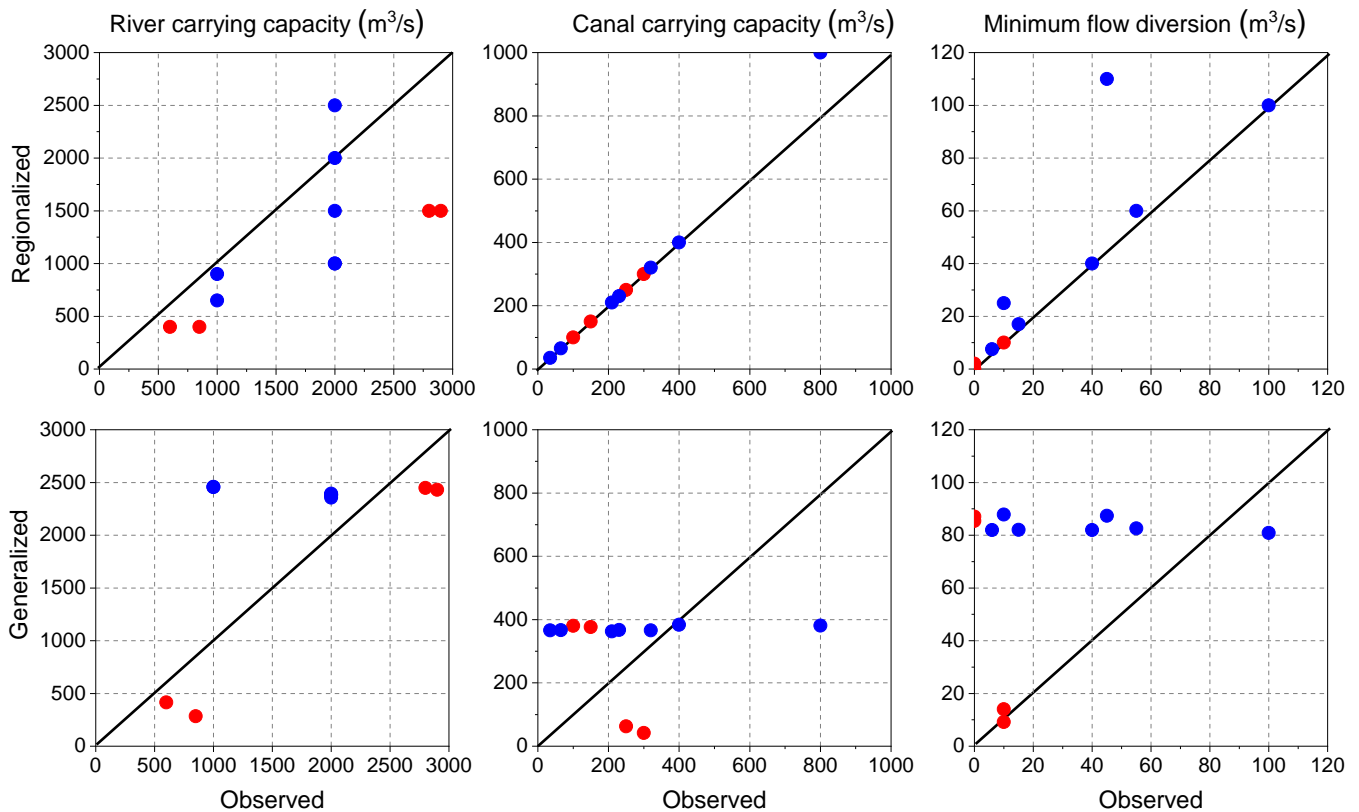 River carrying capacity (m³/s)
Canal carrying capacity (m³/s)
Minimum flow diversion (m³/s)
Regionalized
3000
2500
2000
1500
1000
500
0
0 500 1000 1500 2000 2500 3000
1000
800
600
400
200
0
0 200 400 600 800 1000
120
100
80
60
40
20
0
0 20 40 60 80 100 120
Generalized
3000
2500
2000
1500
1000
500
0
0 500 1000 1500 2000 2500 3000
Observed
1000
800
600
400
200
0
0 200 400 600 800 1000
Observed
120
100
80
60
40
20
0
0 20 40 60 80 100 120
Observed